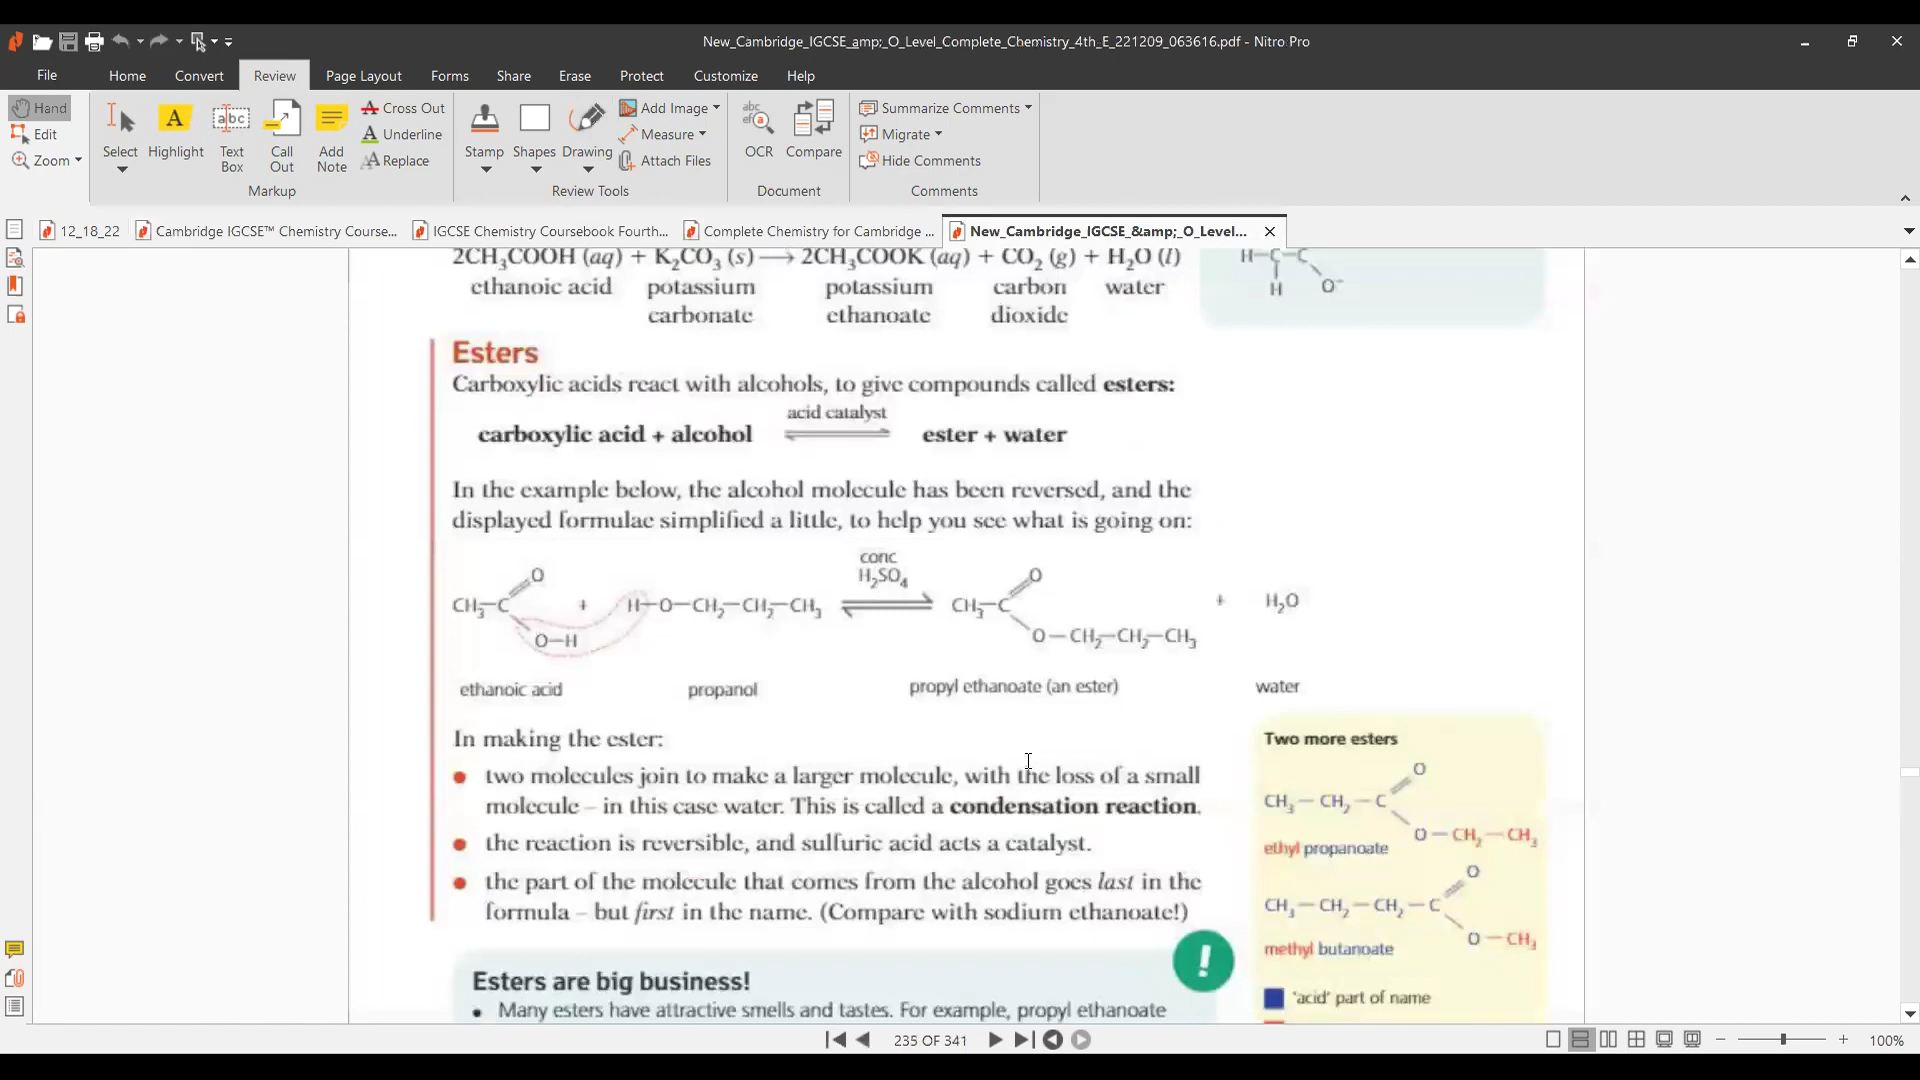 New_Cambridge_IGCSE_amp;_O_Level_Complete_Chemistry_4th_E_221209_063616.pdf - Nitro Pro
File Home Convert Review Page Layout Forms Share Erase Protect Customize Help
Hand
Edit
Zoom
Select
Highlight
Text Box
Call Out
Add Note
Cross Out
Underline
Replace
Markup
Stamp
Shapes
Drawing
Add Image
Measure
Attach Files
Review Tools
OCR
Compare
Document
Summarize Comments
Migrate
Hide Comments
Comments
12_18_22
Cambridge IGCSE™ Chemistry Course...
IGCSE Chemistry Coursebook Fourth...
Complete Chemistry for Cambridge ...
New_Cambridge_IGCSE_&amp;_O_Level...
2CH₃COOH (aq) + K₂CO₃ (s) ⟶ 2CH₃COOK (aq) + CO₂ (g) + H₂O (l)
ethanoic acid potassium potassium carbon water
carbonate ethanoate dioxide
H–C–C
H O⁻
Esters
Carboxylic acids react with alcohols, to give compounds called esters:
acid catalyst
carboxylic acid + alcohol ⇌ ester + water
In the example below, the alcohol molecule has been reversed, and the
displayed formulae simplified a little, to help you see what is going on:
conc
H₂SO₄
O O
CH₃–C + H–O–CH₂–CH₂–CH₃ ⇌ CH₃–C + H₂O
O–H O–CH₂–CH₂–CH₃
ethanoic acid propanol propyl ethanoate (an ester) water
In making the ester:
● two molecules join to make a larger molecule, with the loss of a small
molecule – in this case water. This is called a condensation reaction.
● the reaction is reversible, and sulfuric acid acts a catalyst.
● the part of the molecule that comes from the alcohol goes last in the
formula – but first in the name. (Compare with sodium ethanoate!)
Two more esters
O
CH₃–CH₂–C
O–CH₂–CH₃
ethyl propanoate
O
CH₃–CH₂–CH₂–C
O–CH₃
methyl butanoate
'acid' part of name
!
Esters are big business!
• Many esters have attractive smells and tastes. For example, propyl ethanoate
235 OF 341
100%